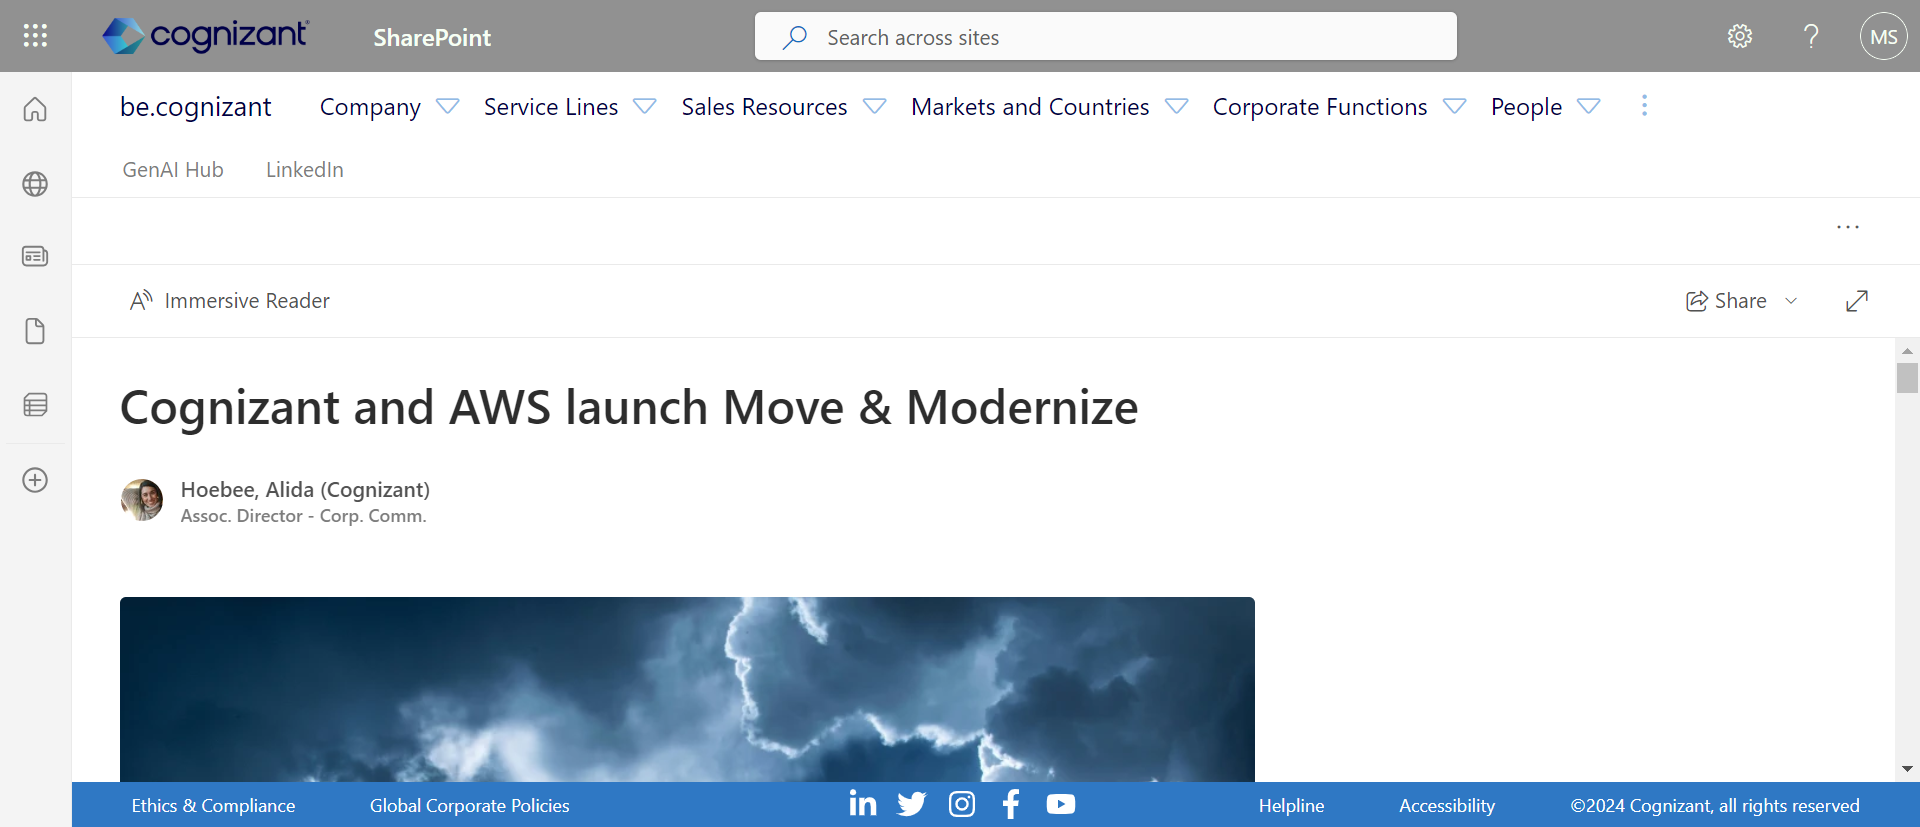 cognizant
SharePoint
Search across sites
MS
be.cognizant
Company
Service Lines
Sales Resources
Markets and Countries
Corporate Functions
People
GenAI Hub
LinkedIn
Immersive Reader
Share
Cognizant and AWS launch Move & Modernize
Hoebee, Alida (Cognizant)
Assoc. Director - Corp. Comm.
Ethics & Compliance
Global Corporate Policies
Helpline
Accessibility
©2024 Cognizant, all rights reserved